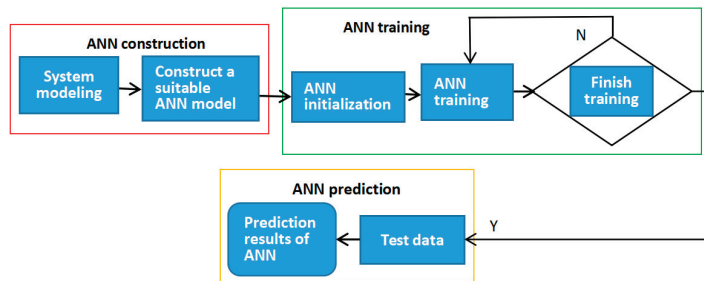 ANN construction
System
modeling
Construct a
suitable
ANN model
ANN training
ANN
initialization
ANN
training
N
Finish
training
Y
ANN prediction
Prediction
results of
ANN
Test data